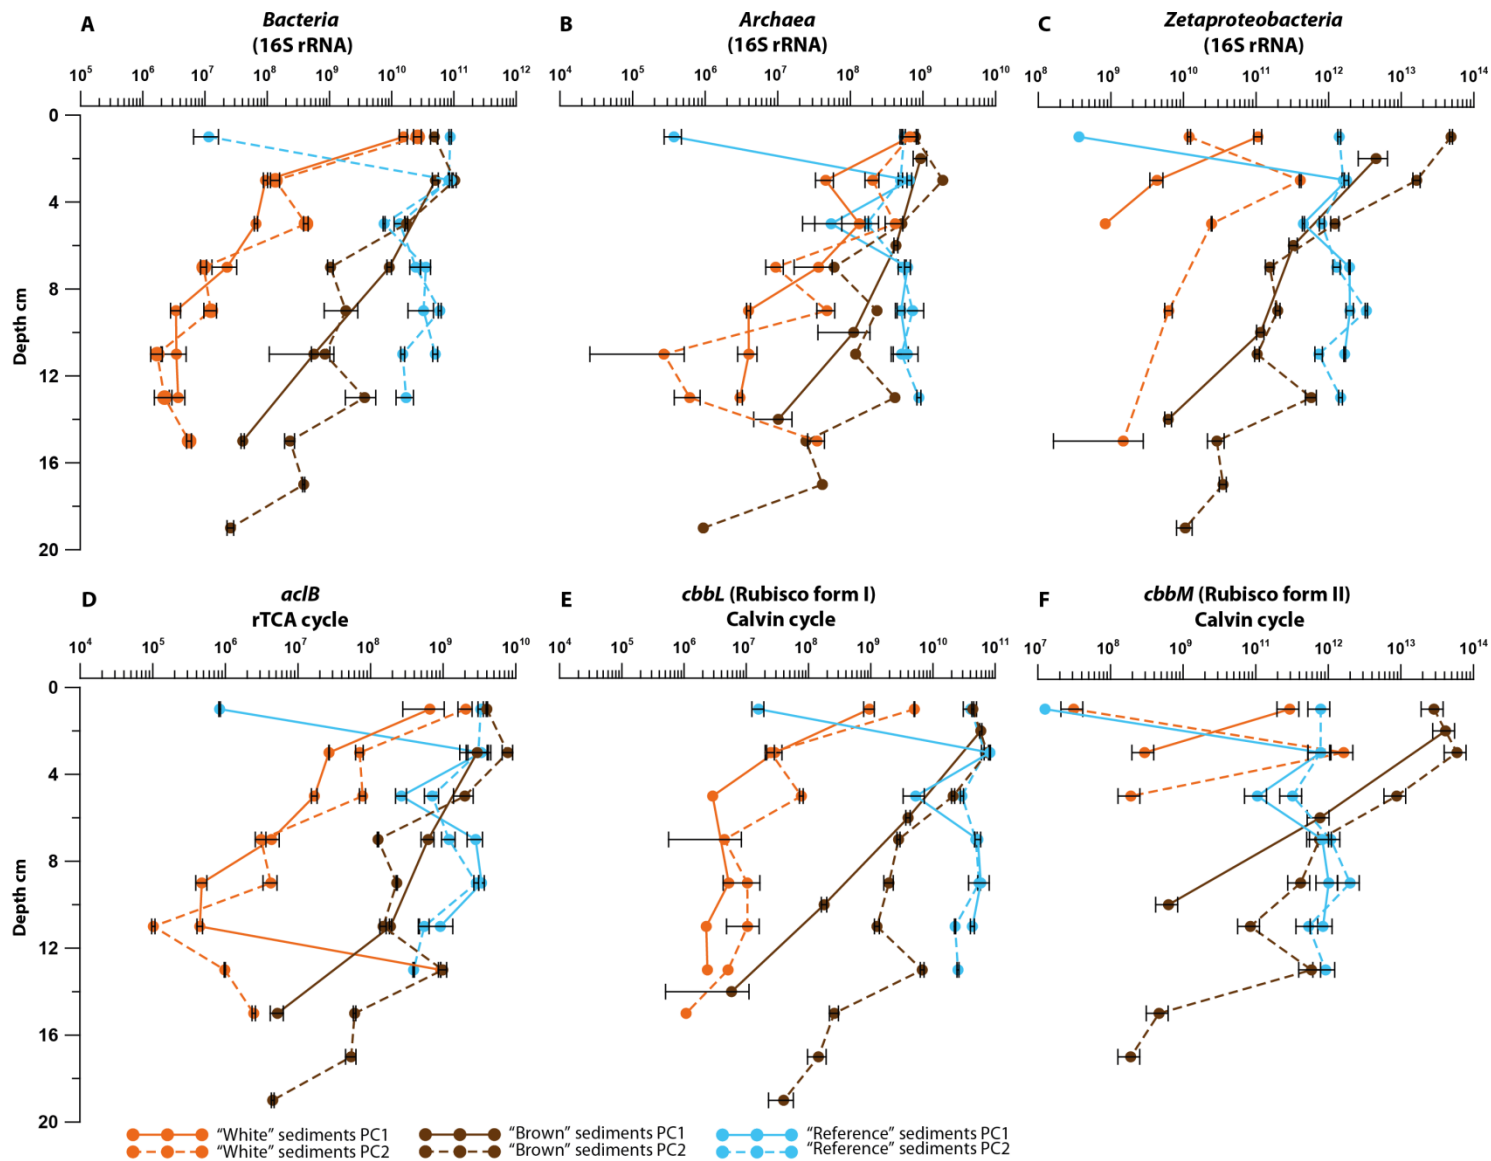 A
Bacteria
(16S rRNA)
10⁵ 10⁶ 10⁷ 10⁸ 10⁹ 10¹⁰ 10¹¹ 10¹²
B
Archaea
(16S rRNA)
10⁴ 10⁵ 10⁶ 10⁷ 10⁸ 10⁹ 10¹⁰
C
Zetaproteobacteria
(16S rRNA)
10⁸ 10⁹ 10¹⁰ 10¹¹ 10¹² 10¹³ 10¹⁴
Depth cm
0
4
8
12
16
20
D
aclB
rTCA cycle
10⁴ 10⁵ 10⁶ 10⁷ 10⁸ 10⁹ 10¹⁰
E
cbbL (Rubisco form I)
Calvin cycle
10⁴ 10⁵ 10⁶ 10⁷ 10⁸ 10⁹ 10¹⁰ 10¹¹
F
cbbM (Rubisco form II)
Calvin cycle
10⁷ 10⁸ 10⁹ 10¹¹ 10¹² 10¹³ 10¹⁴
Depth cm
0
4
8
12
16
20
"White" sediments PC1
"White" sediments PC2
"Brown" sediments PC1
"Brown" sediments PC2
"Reference" sediments PC1
"Reference" sediments PC2